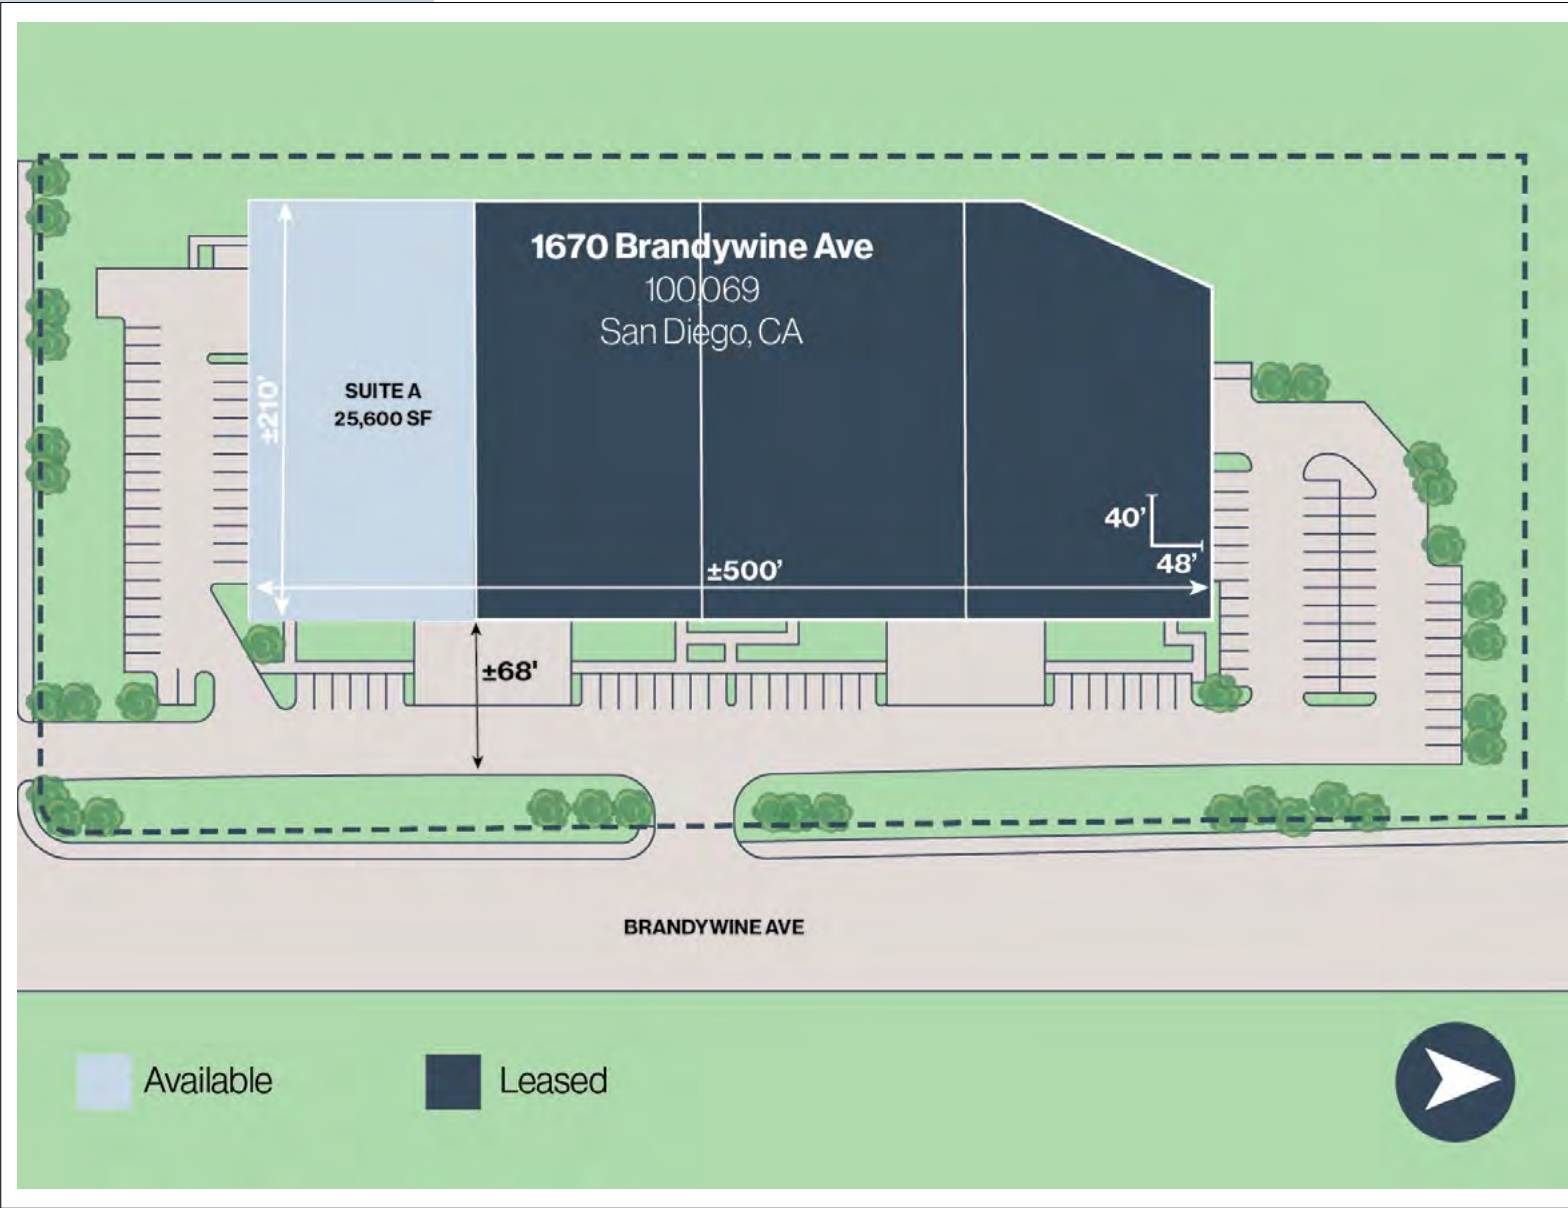 1670 Brandywine Ave
100,069
San Diego, CA
±210'
SUITE A
25,600 SF
40'
48'
±500'
±68'
BRANDYWINE AVE
Available
Leased